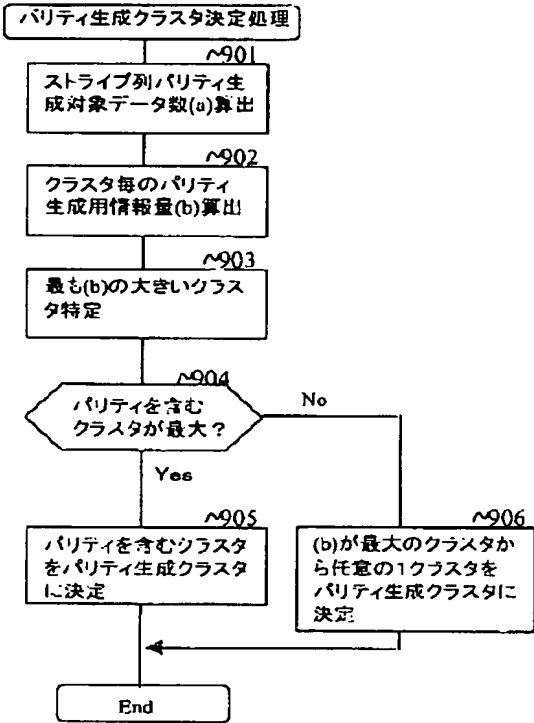 パリティ生成クラスタ決定処理
~901
ストライプ列パリティ生
成対象データ数(a)算出
~902
クラスタ毎のパリティ
生成用情報量(b)算出
~903
最も(b)の大きいクラス
タ特定
~904
パリティを含む
クラスタが最大？
No
Yes
~905
パリティを含むクラスタ
をパリティ生成クラスタ
に決定
~906
(b)が最大のクラスタか
ら任意の1クラスタを
パリティ生成クラスタに
決定
End